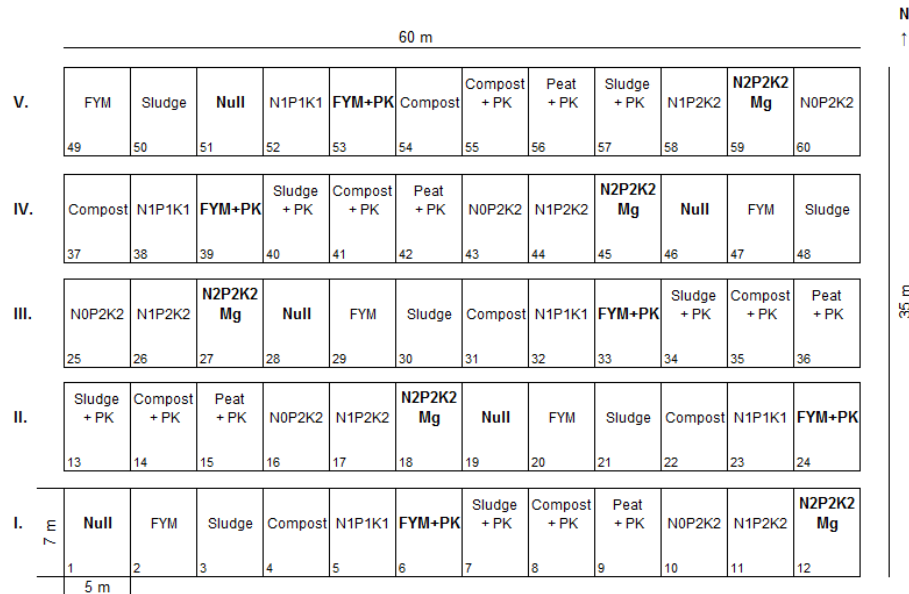 N
↑
60 m
V.
FYM Sludge Null N1P1K1 FYM+PK Compost Compost + PK Peat + PK Sludge + PK N1P2K2 N2P2K2 Mg N0P2K2
49 50 51 52 53 54 55 56 57 58 59 60
IV.
Compost N1P1K1 FYM+PK Sludge + PK Compost + PK Peat + PK N0P2K2 N1P2K2 N2P2K2 Mg Null FYM Sludge
37 38 39 40 41 42 43 44 45 46 47 48
III.
N0P2K2 N1P2K2 N2P2K2 Mg Null FYM Sludge Compost N1P1K1 FYM+PK Sludge + PK Compost + PK Peat + PK
25 26 27 28 29 30 31 32 33 34 35 36
35 m
II.
Sludge + PK Compost + PK Peat + PK N0P2K2 N1P2K2 N2P2K2 Mg Null FYM Sludge Compost N1P1K1 FYM+PK
13 14 15 16 17 18 19 20 21 22 23 24
I.
7 m
Null FYM Sludge Compost N1P1K1 FYM+PK Sludge + PK Compost + PK Peat + PK N0P2K2 N1P2K2 N2P2K2 Mg
1 2 3 4 5 6 7 8 9 10 11 12
5 m